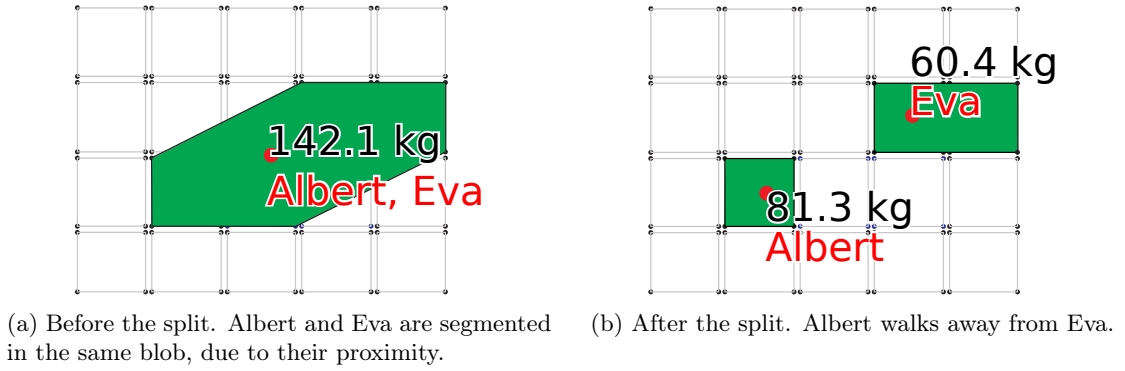 142.1 kg
Albert, Eva
60.4 kg
Eva
81.3 kg
Albert
(a) Before the split. Albert and Eva are segmented
in the same blob, due to their proximity.
(b) After the split. Albert walks away from Eva.